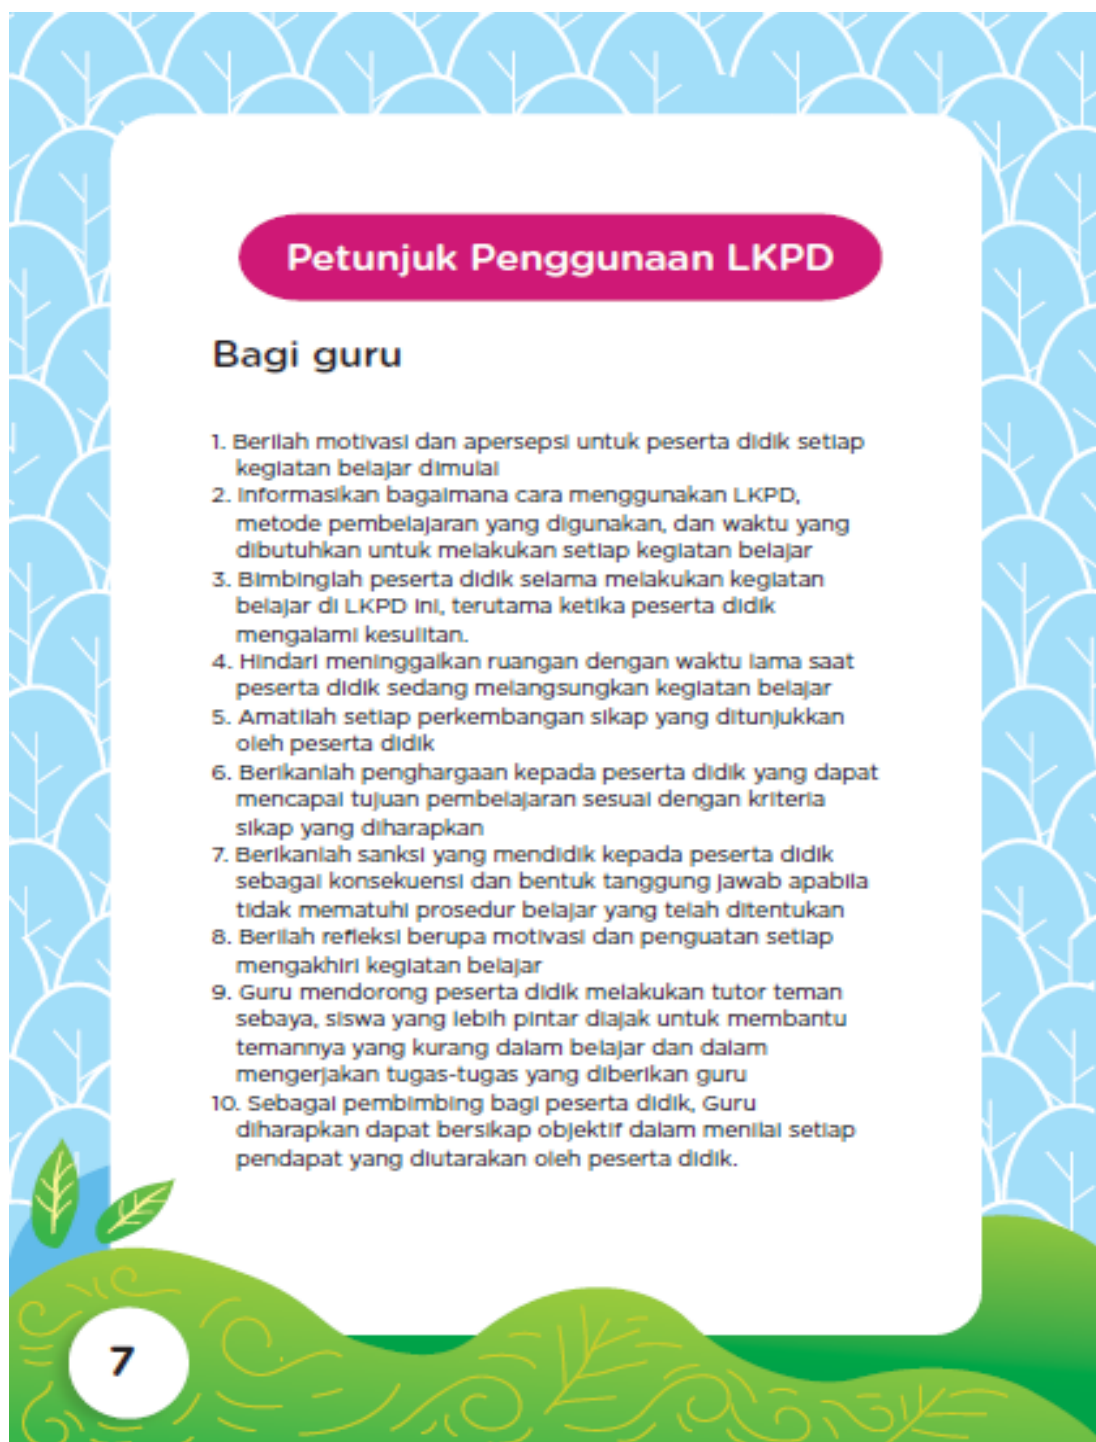 Petunjuk Penggunaan LKPD
Bagi guru
1. Berilah motivasi dan apersepsi untuk peserta didik setiap
kegiatan belajar dimulai
2. Informasikan bagaimana cara menggunakan LKPD,
metode pembelajaran yang digunakan, dan waktu yang
dibutuhkan untuk melakukan setiap kegiatan belajar
3. Bimbinglah peserta didik selama melakukan kegiatan
belajar di LKPD ini, terutama ketika peserta didik
mengalami kesulitan.
4. Hindari meninggalkan ruangan dengan waktu lama saat
peserta didik sedang melangsungkan kegiatan belajar
5. Amatilah setiap perkembangan sikap yang ditunjukkan
oleh peserta didik
6. Berikanlah penghargaan kepada peserta didik yang dapat
mencapai tujuan pembelajaran sesuai dengan kriteria
sikap yang diharapkan
7. Berikanlah sanksi yang mendidik kepada peserta didik
sebagai konsekuensi dan bentuk tanggung jawab apabila
tidak mematuhi prosedur belajar yang telah ditentukan
8. Berilah refleksi berupa motivasi dan penguatan setiap
mengakhiri kegiatan belajar
9. Guru mendorong peserta didik melakukan tutor teman
sebaya, siswa yang lebih pintar diajak untuk membantu
temannya yang kurang dalam belajar dan dalam
mengerjakan tugas-tugas yang diberikan guru
10. Sebagai pembimbing bagi peserta didik, Guru
diharapkan dapat bersikap objektif dalam menilai setiap
pendapat yang diutarakan oleh peserta didik.
7